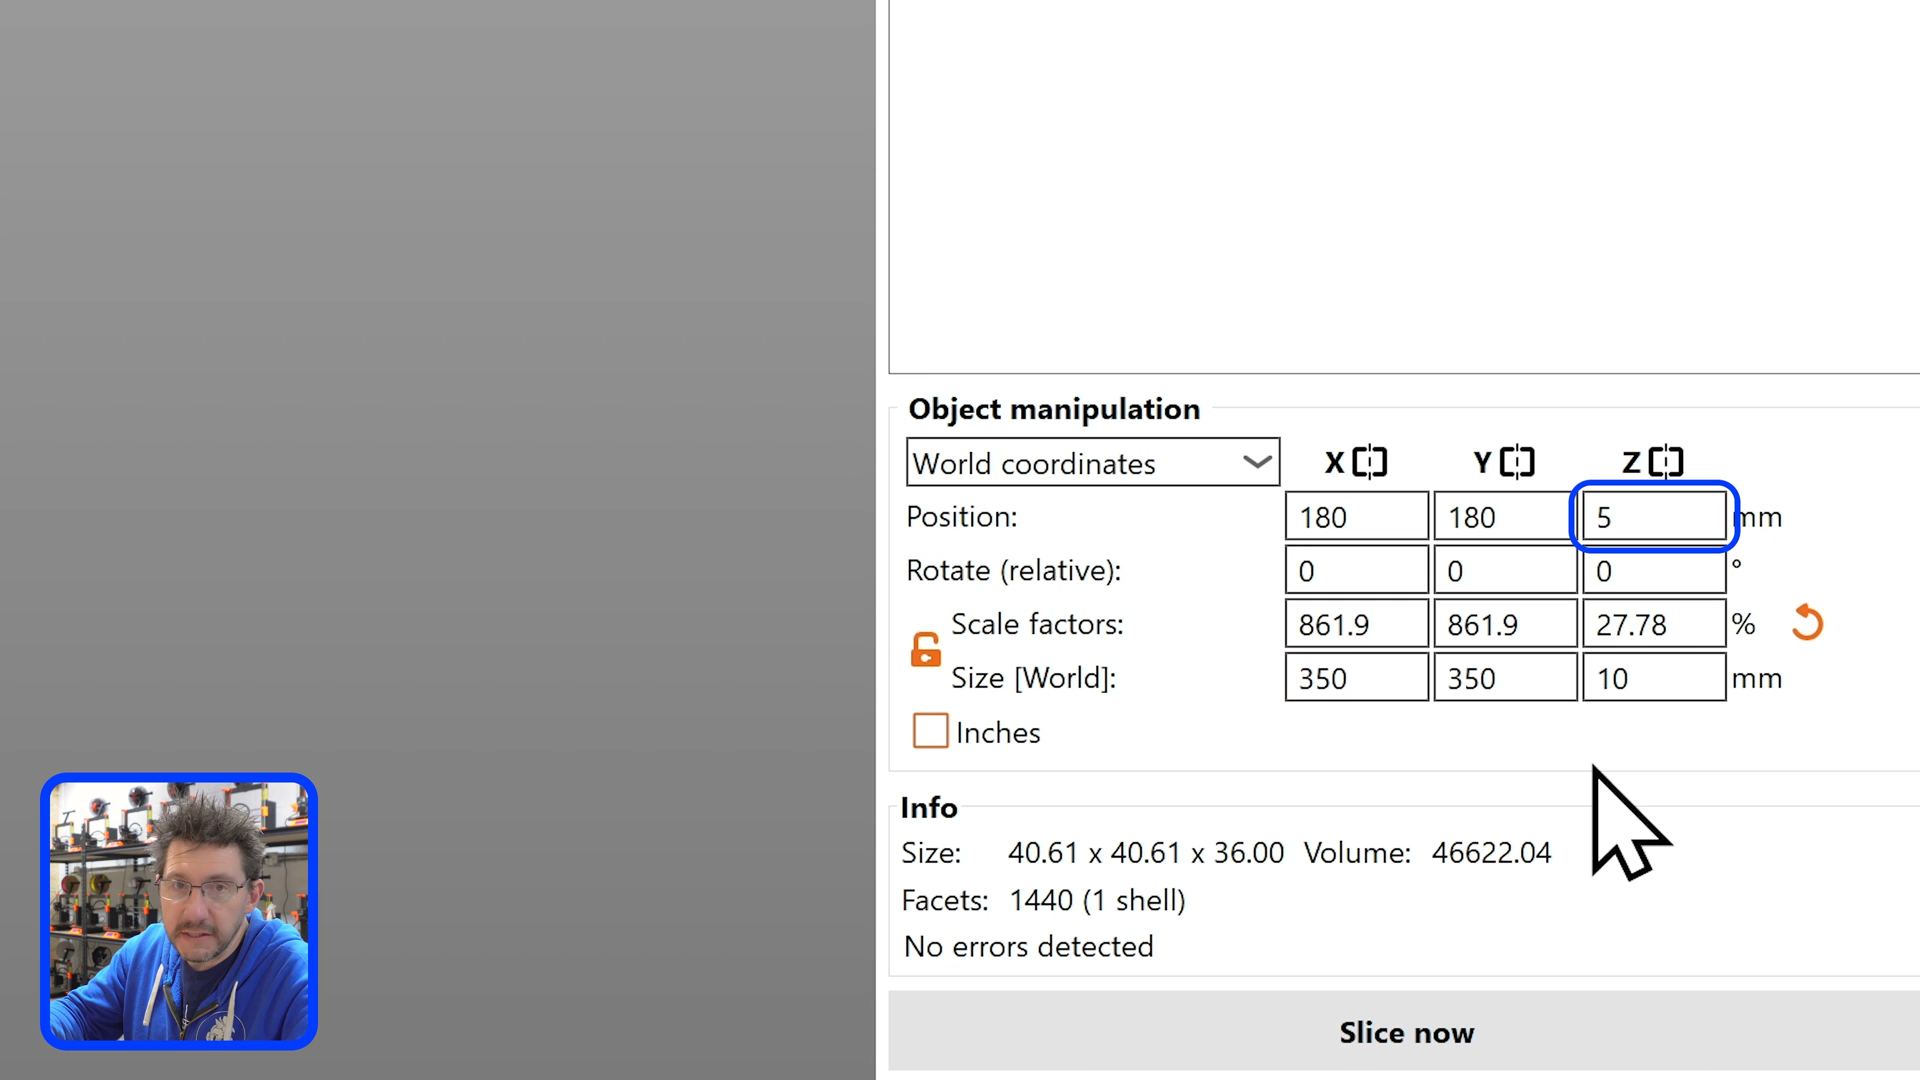 Object manipulation
World coordinates X Y Z
Position: 180 180 5 mm
Rotate (relative): 0 0 0 °
Scale factors: 861.9 861.9 27.78 %
Size [World]: 350 350 10 mm
Inches
Info
Size: 40.61 x 40.61 x 36.00 Volume: 46622.04
Facets: 1440 (1 shell)
No errors detected
Slice now